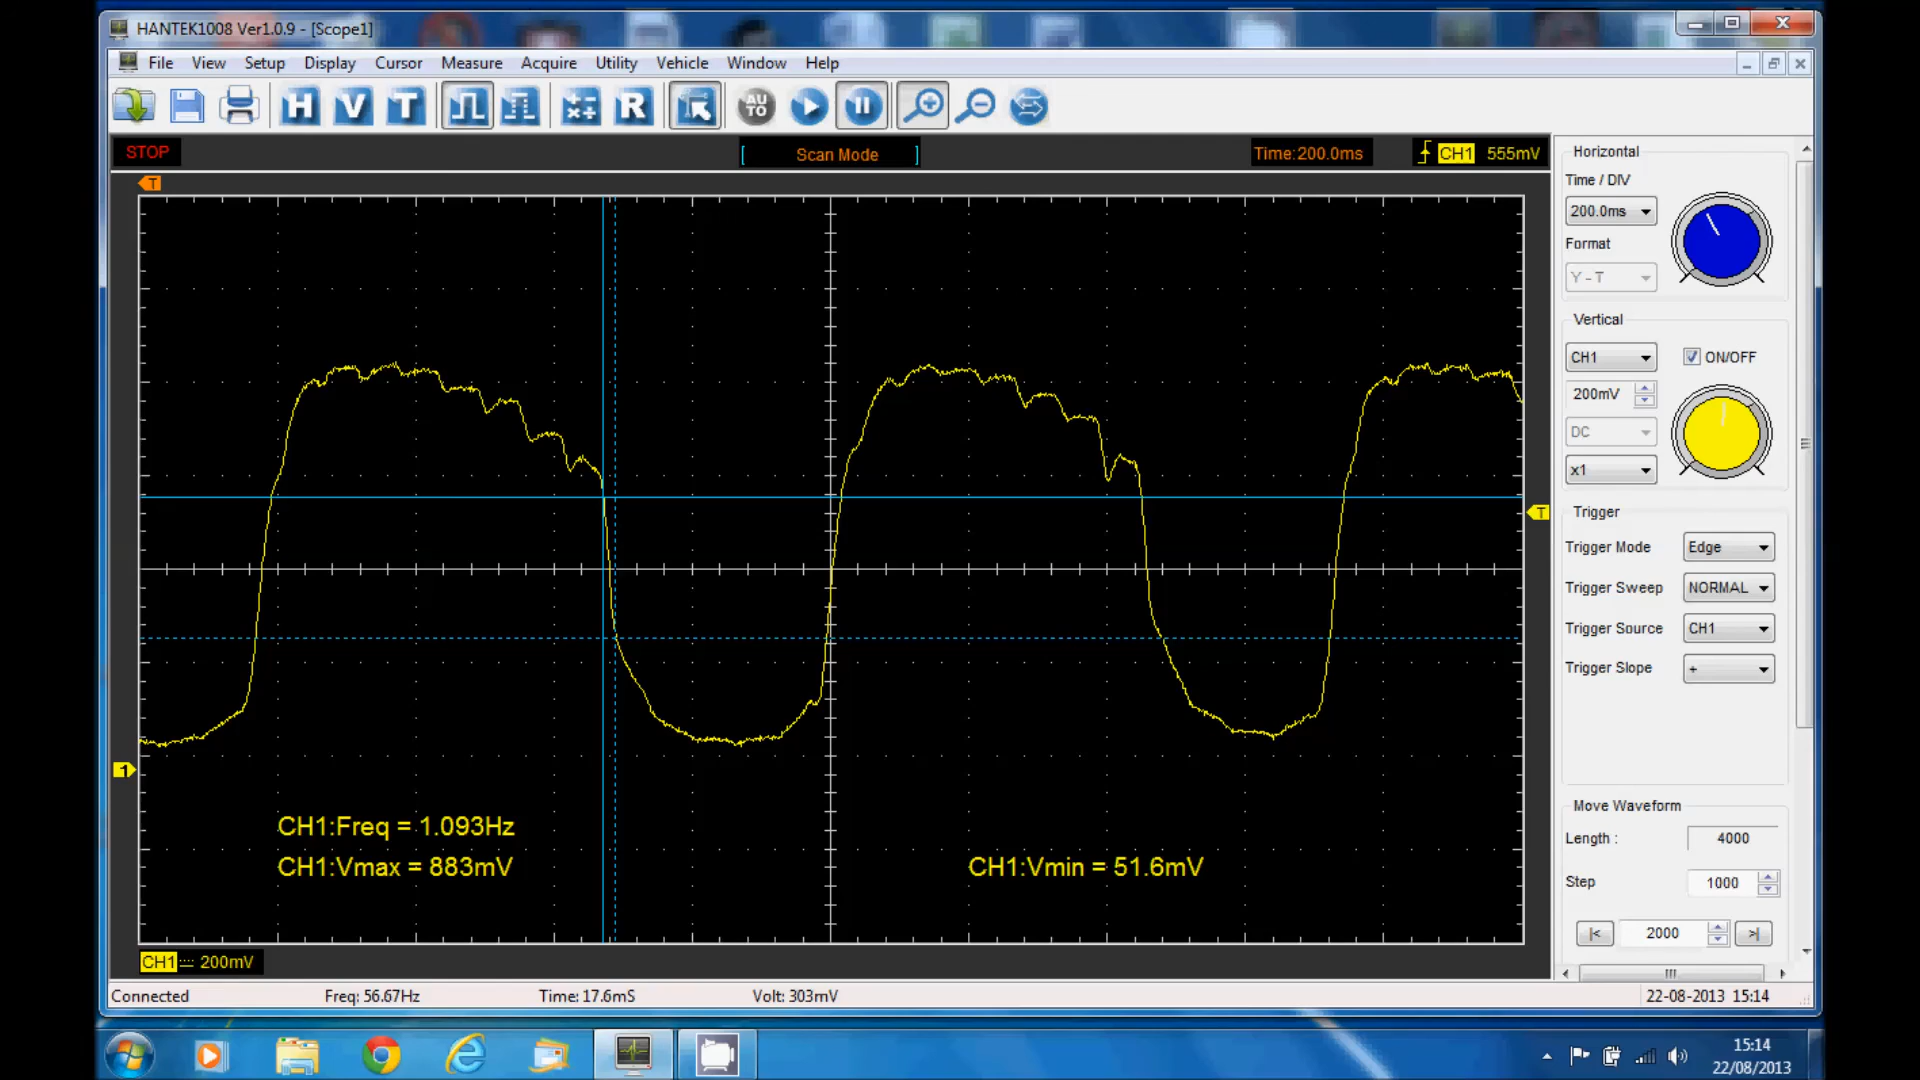 HANTEK1008 Ver1.0.9 - [Scope1]
File View Setup Display Cursor Measure Acquire Utility Vehicle Window Help
H V T R AU TO
STOP
[ Scan Mode ]
Time:200.0ms
CH1 555mV
T
T
1
CH1:Freq = 1.093Hz
CH1:Vmax = 883mV
CH1:Vmin = 51.6mV
CH1 200mV
Horizontal
Time / DIV
200.0ms
Format
Y - T
Vertical
CH1
ON/OFF
200mV
DC
x1
Trigger
Trigger Mode Edge
Trigger Sweep NORMAL
Trigger Source CH1
Trigger Slope +
Move Waveform
Length : 4000
Step 1000
|< 2000 >|
Connected Freq: 56.67Hz Time: 17.6mS Volt: 303mV 22-08-2013 15:14
15:14
22/08/2013